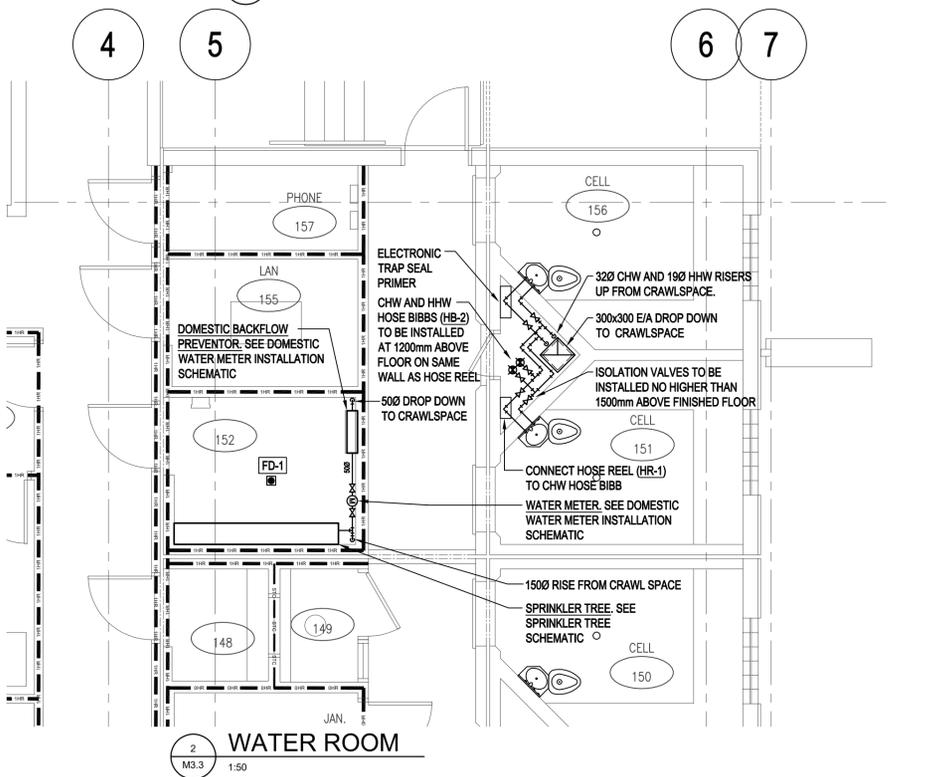 4
5
6
7
PHONE
157
CELL
156
LAN
155
ELECTRONIC
TRAP SEAL
PRIMER
CHW AND HHW
HOSE BIBBS (HB-2)
TO BE INSTALLED
AT 1200mm ABOVE
FLOOR ON SAME
WALL AS HOSE REEL
32Ø CHW AND 19Ø HHW RISERS
UP FROM CRAWLSPACE.
300x300 E/A DROP DOWN
TO CRAWLSPACE
ISOLATION VALVES TO BE
INSTALLED NO HIGHER THAN
1500mm ABOVE FINISHED FLOOR
DOMESTIC BACKFLOW
PREVENTOR. SEE DOMESTIC
WATER METER INSTALLATION
SCHEMATIC
50Ø DROP DOWN
TO CRAWLSPACE
152
FD-1
50Ø
M
CELL
151
CONNECT HOSE REEL (HR-1)
TO CHW HOSE BIBB
WATER METER. SEE DOMESTIC
WATER METER INSTALLATION
SCHEMATIC
150Ø RISE FROM CRAWL SPACE
SPRINKLER TREE. SEE
SPRINKLER TREE
SCHEMATIC
148
149
CELL
150
JAN.
1HR
STC
0HR
2
M3.3
WATER ROOM
1:50